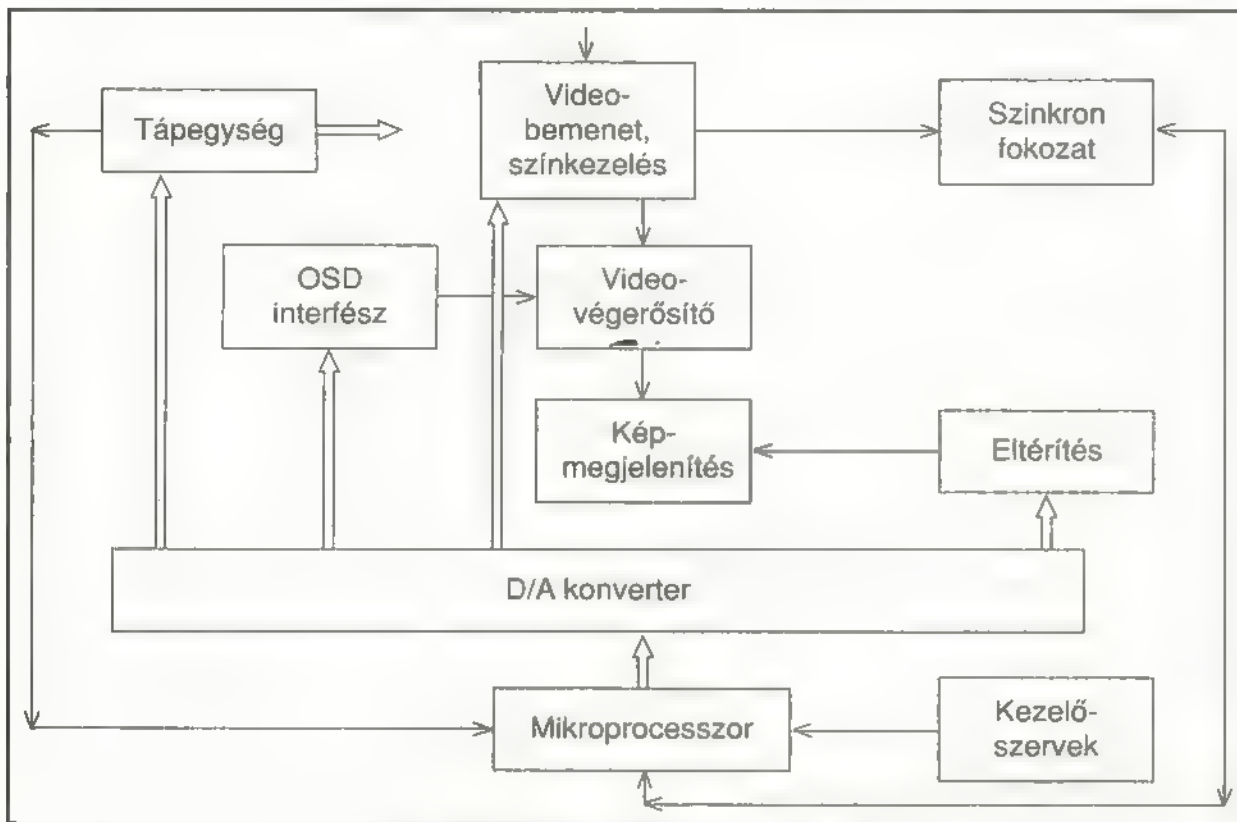 Tápegység
Video-
bemenet,
színkezelés
Szinkron
fokozat
OSD
interfész
Video-
végerősítő
Kép-
megjelenítés
Eltérítés
D/A konverter
Mikroprocesszor
Kezelő-
szervek